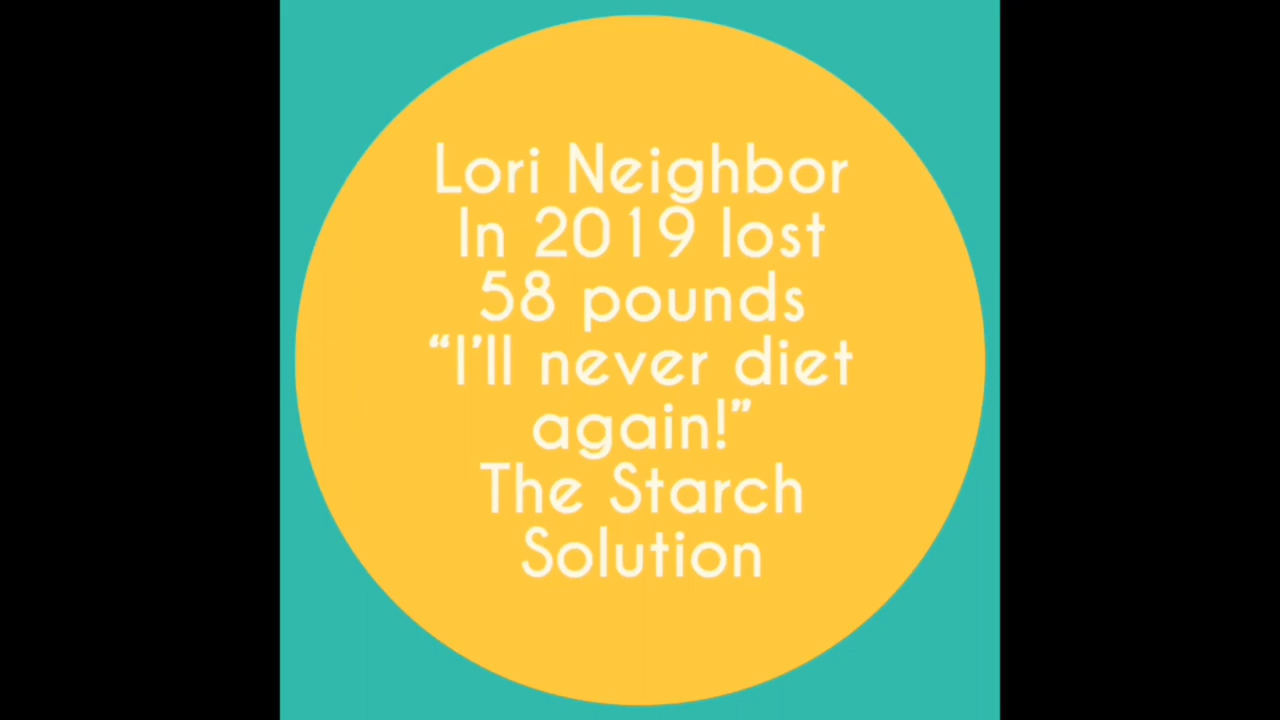 Lori Neighbor
In 2019 lost
58 pounds
“I’ll never diet
again!”
The Starch
Solution